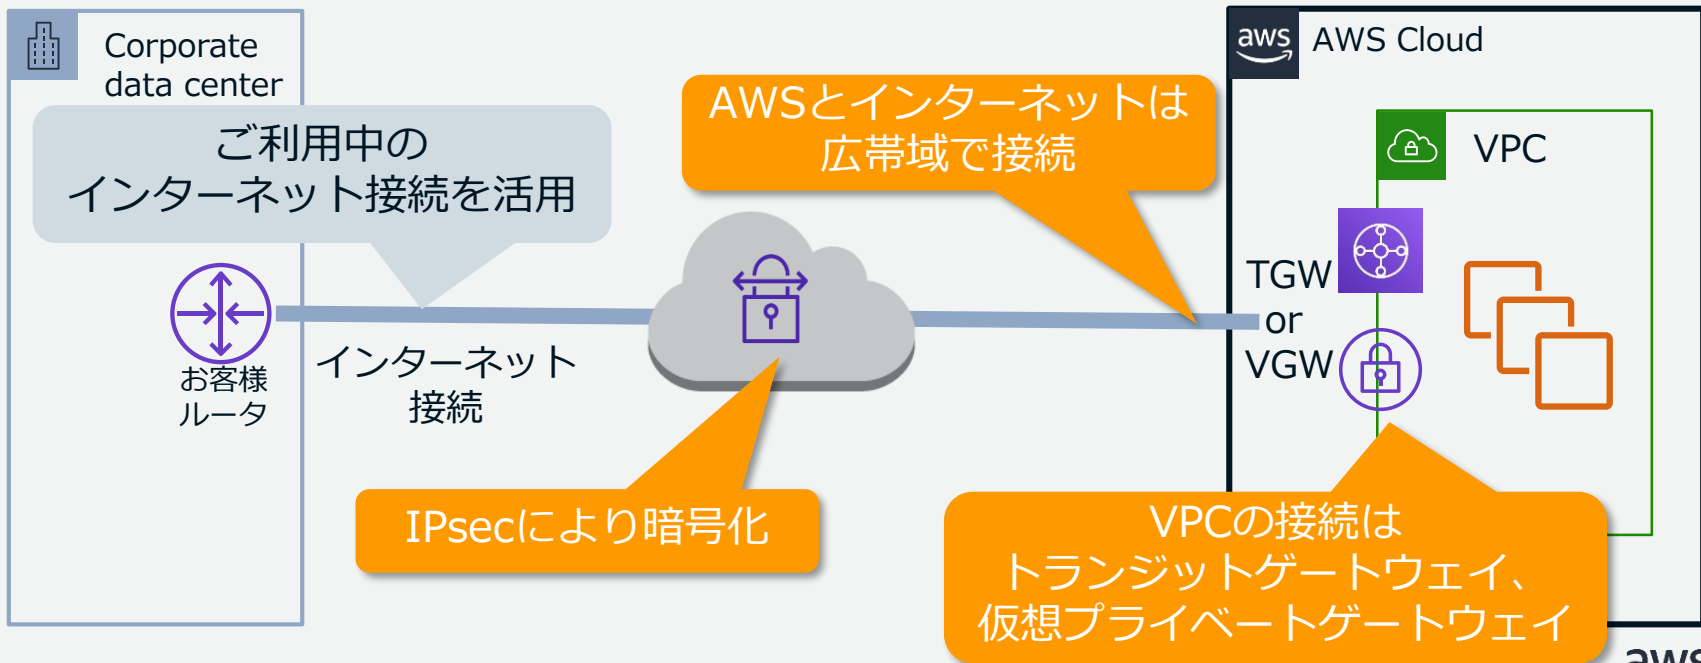 Corporate
data center
ご利用中の
インターネット接続を活用
お客様
ルータ
インターネット
接続
IPsecにより暗号化
AWSとインターネットは
広帯域で接続
aws
AWS Cloud
VPC
TGW
or
VGW
VPCの接続は
トランジットゲートウェイ、
仮想プライベートゲートウェイ
aws